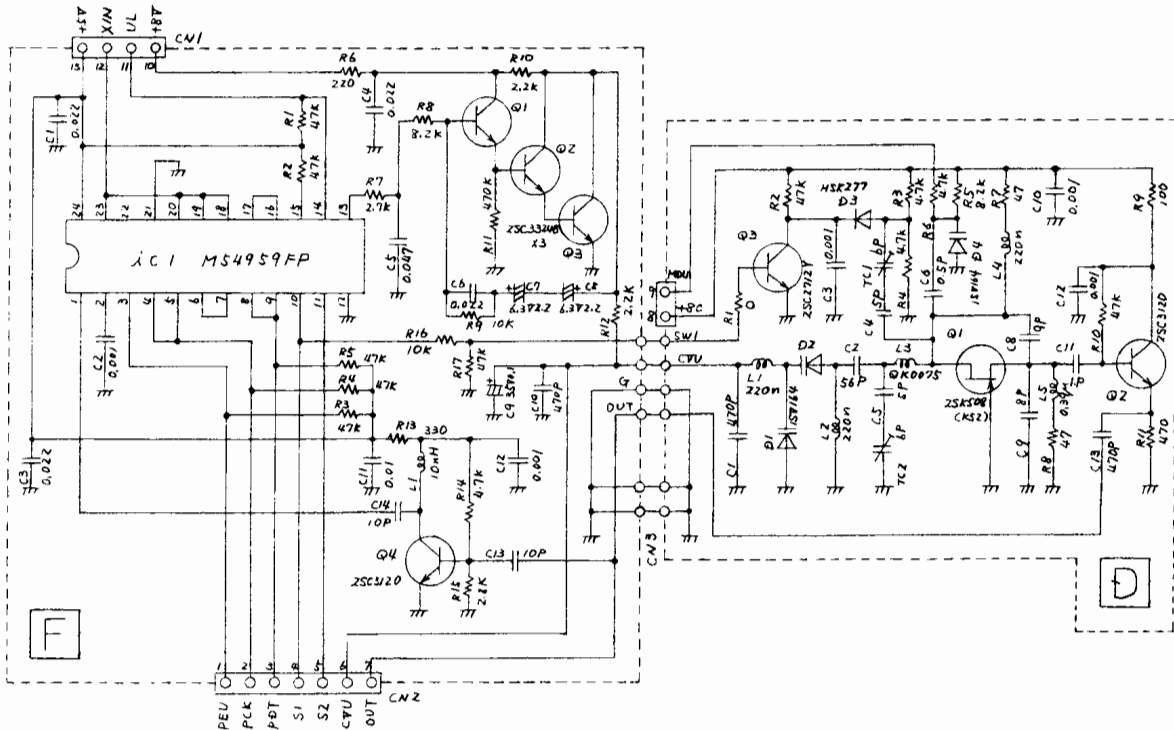 +5V
XIN
UL
+8V
CN1
13
12
11
10
C1
0.022
R1
47K
R2
47K
R6
220
C4
0.022
R10
2.2K
R8
8.2K
Q1
Q2
Q3
2SC3324B
X3
R7
2.7K
C5
0.047
R11
470K
24
23
22
21
20
19
18
17
16
15
14
13
iC1 M54959FP
1
2
3
4
5
6
7
8
9
10
11
12
C6
0.022
R9
10K
C7
6.3V2.2
C8
6.3V2.2
R12
2.2K
C2
0.001
R16
10K
R17
47K
R5
47K
R4
47K
R3
47K
C9
C10
470P
R13
330
C3
0.022
C11
0.01
L1
10nH
R14
4.7K
C12
0.001
C14
10P
Q4
2SC3120
C13
10P
R15
2.2K
F
1
2
3
4
5
6
7
PEU
PCK
PDT
S1
S2
CVU
OUT
CN2
MDU1
9
8
+8C
SW1
CVU
G
OUT
CN3
R1
0
Q3
2SC2712Y
R2
47K
HSK277
D3
C3
0.001
TC1
6P
C4
5P
R3
4.7K
R4
4.7K
R6
4.7K
R5
8.2K
C6
0.5P
1SV164
D4
R7
47
L4
220n
C10
0.001
R9
100
C12
0.001
R10
47K
2SC3120
Q2
C1
470P
L1
220n
D1
1SV164
D2
L2
220n
C2
56P
C5
5P
TC2
6P
L3
QK0075
Q1
2SK508
(K52)
C8
9P
C9
8P
L5
0.39μ
R8
47
C11
C13
470P
R11
470
D